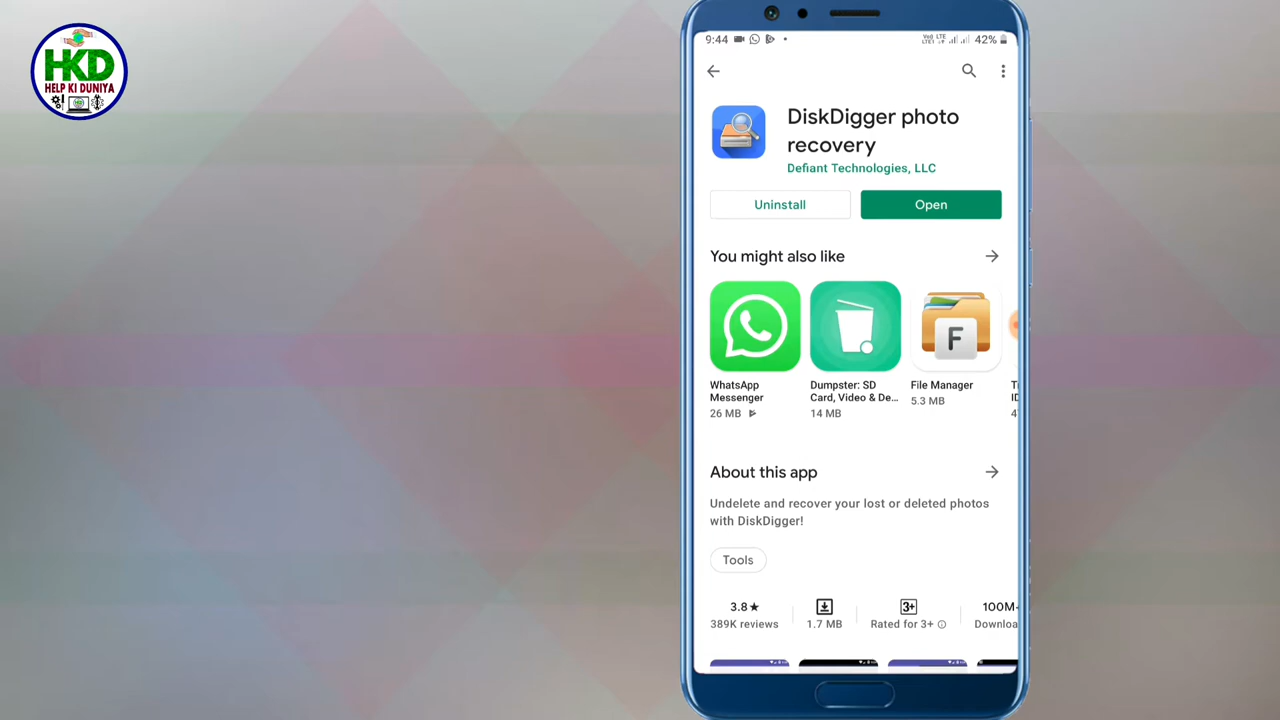 HKD
HELP KI DUNIYA
9:44
42%
DiskDigger photo
recovery
Defiant Technologies, LLC
Uninstall
Open
You might also like
F
WhatsApp
Messenger
26 MB
Dumpster: SD
Card, Video & De...
14 MB
File Manager
5.3 MB
About this app
Undelete and recover your lost or deleted photos
with DiskDigger!
Tools
3.8★
389K reviews
1.7 MB
3+
Rated for 3+
100M
Downloa